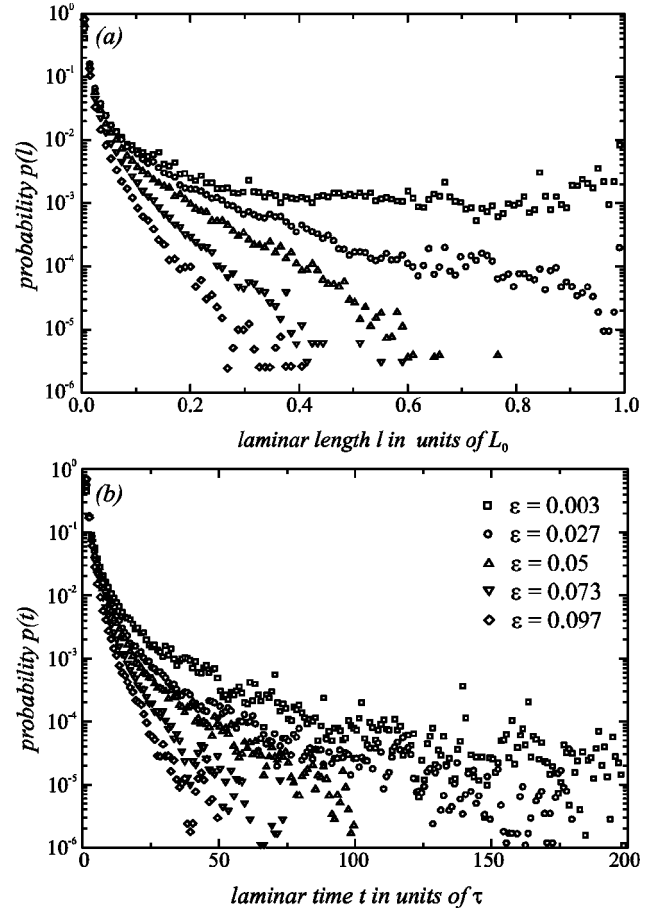 (a)
10^0
10^-1
10^-2
10^-3
10^-4
10^-5
10^-6
probability p(l)
0.0 0.2 0.4 0.6 0.8 1.0
laminar length l in units of L_0
(b)
10^0
10^-1
10^-2
10^-3
10^-4
10^-5
10^-6
probability p(t)
ε = 0.003
ε = 0.027
ε = 0.05
ε = 0.073
ε = 0.097
0 50 100 150 200
laminar time t in units of τ